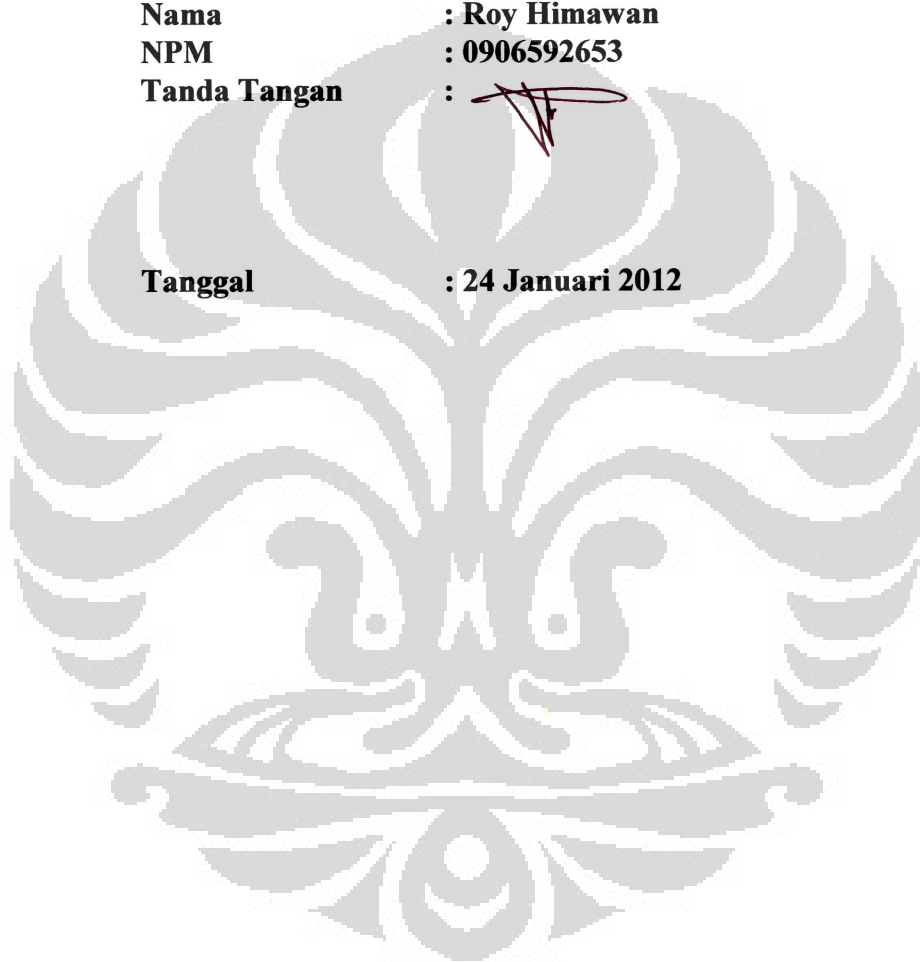 Nama : Roy Himawan
NPM : 0906592653
Tanda Tangan :
Tanggal : 24 Januari 2012